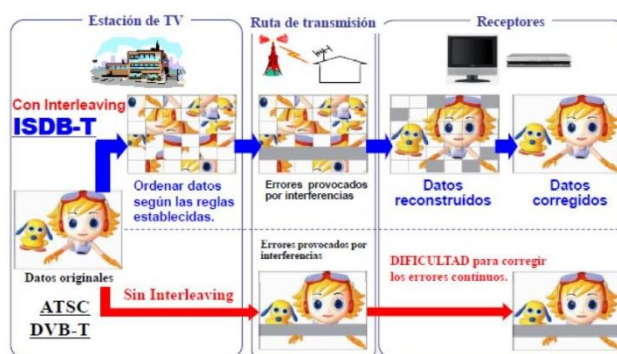 Estación de TV
Ruta de transmisión
Receptores
Con Interleaving
ISDB-T
Ordenar datos
según las reglas
establecidas.
Errores provocados
por interferencias
Datos
reconstruídos
Datos
corregidos
Datos originales
ATSC
DVB-T
Sin Interleaving
Errores provocados por
interferencias
DIFICULTAD para corregir
los errores contínuos.